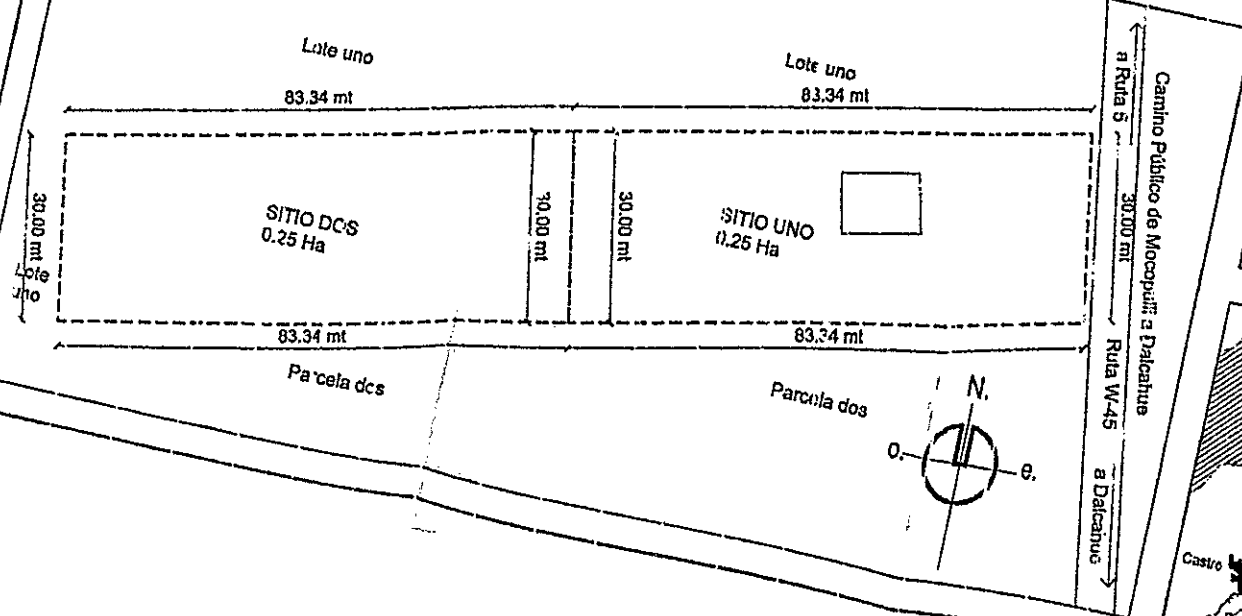 Lote uno
Lote uno
83.34 mt
83.34 mt
a Ruta 5
30.00 mt
Ruta W-45
a Dalcahue
Camino Público de Mocopulli a Dalcahue
30.00 mt
Lote
uno
SITIO DOS
0.25 Ha
30.00 mt
30.00 mt
SITIO UNO
0.25 Ha
83.34 mt
83.34 mt
Parcela dos
Parcela dos
N.
o.
e.
Castro